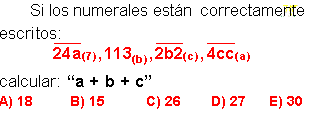 Si los numerales están correctamente
escritos:
24a(7), 113(b), 2b2(c), 4cc(a)
calcular: “a + b + c”
A) 18 B) 15 C) 26 D) 27 E) 30